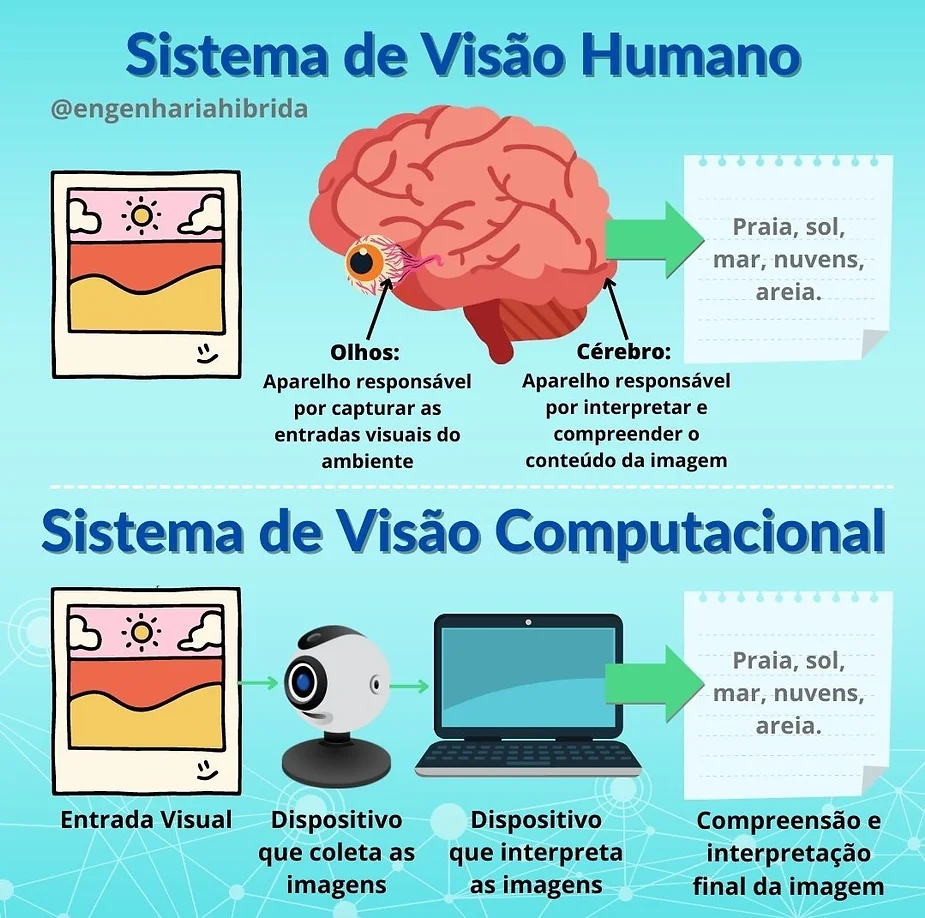 Sistema de Visão Humano
@engenhariahibrida
Praia, sol,
mar, nuvens,
areia.
Olhos:
Aparelho responsável
por capturar as
entradas visuais do
ambiente
Cérebro:
Aparelho responsável
por interpretar e
compreender o
conteúdo da imagem
Sistema de Visão Computacional
Praia, sol,
mar, nuvens,
areia.
Entrada Visual
Dispositivo
que coleta as
imagens
Dispositivo
que interpreta
as imagens
Compreensão e
interpretação
final da imagem